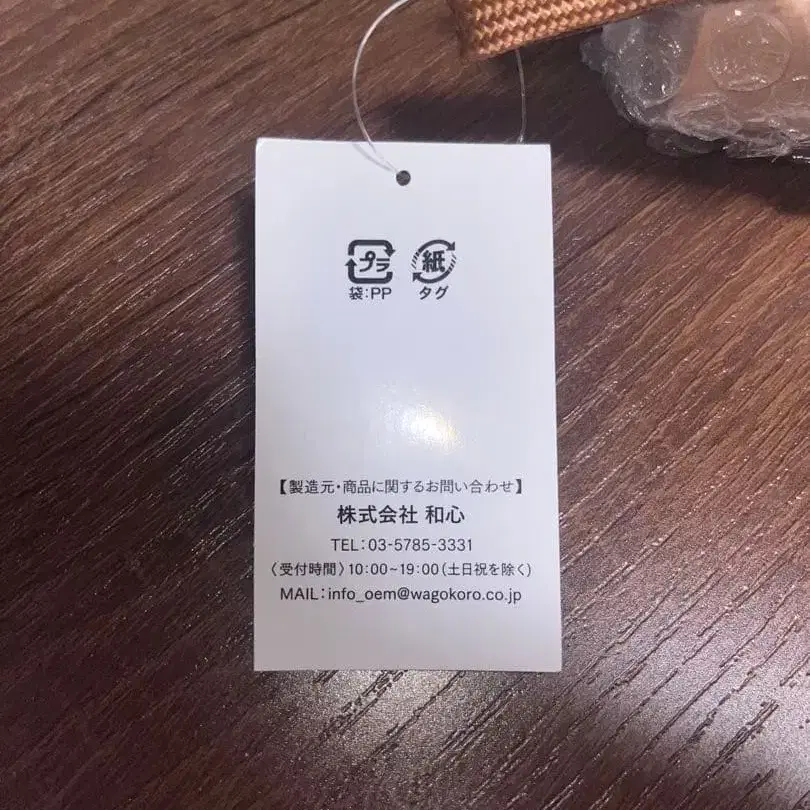 プラ 紙
袋:PP タグ
【製造元・商品に関するお問い合わせ】
株式会社 和心
TEL:03-5785-3331
〈受付時間〉10:00~19:00(土日祝を除く)
MAIL:info_oem@wagokoro.co.jp